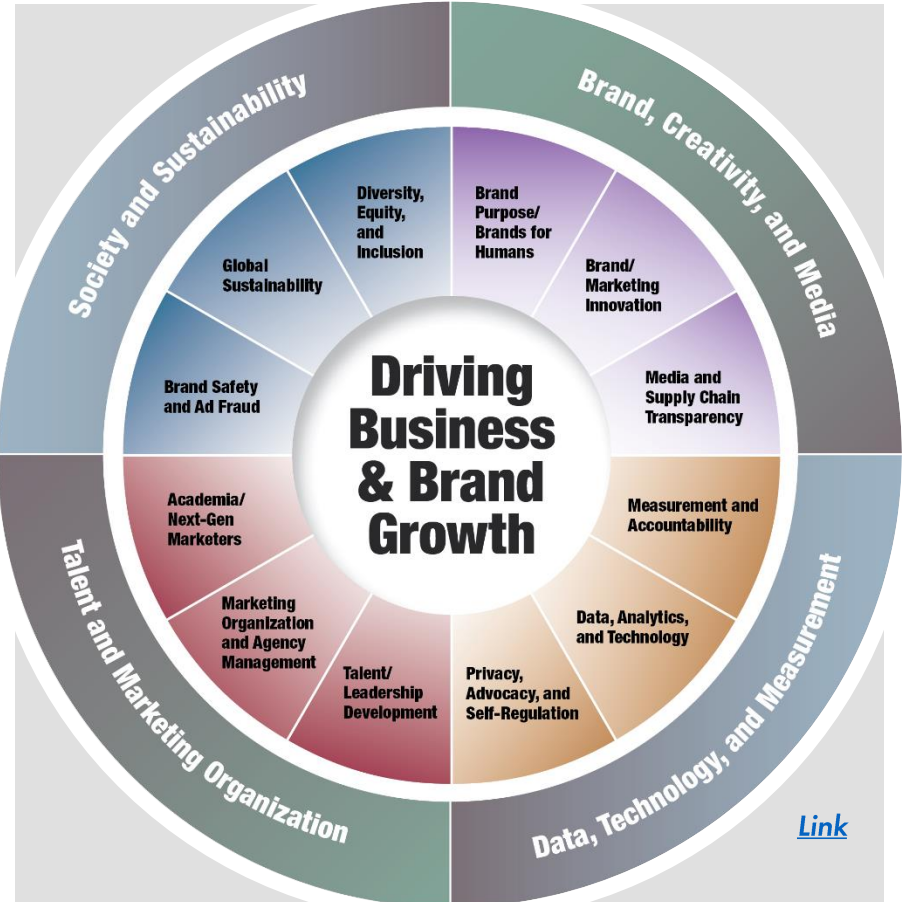 Society and Sustainability
Brand, Creativity, and Media
Diversity,
Equity,
and
Inclusion
Brand
Purpose/
Brands for
Humans
Global
Sustainability
Brand/
Marketing
Innovation
Brand Safety
and Ad Fraud
Media and
Supply Chain
Transparency
Driving
Business
& Brand
Growth
Academia/
Next-Gen
Marketers
Measurement and
Accountability
Marketing
Organization
and Agency
Management
Data, Analytics,
and Technology
Talent/
Leadership
Development
Privacy,
Advocacy, and
Self-Regulation
Talent and Marketing Organization
Data, Technology, and Measurement
Link